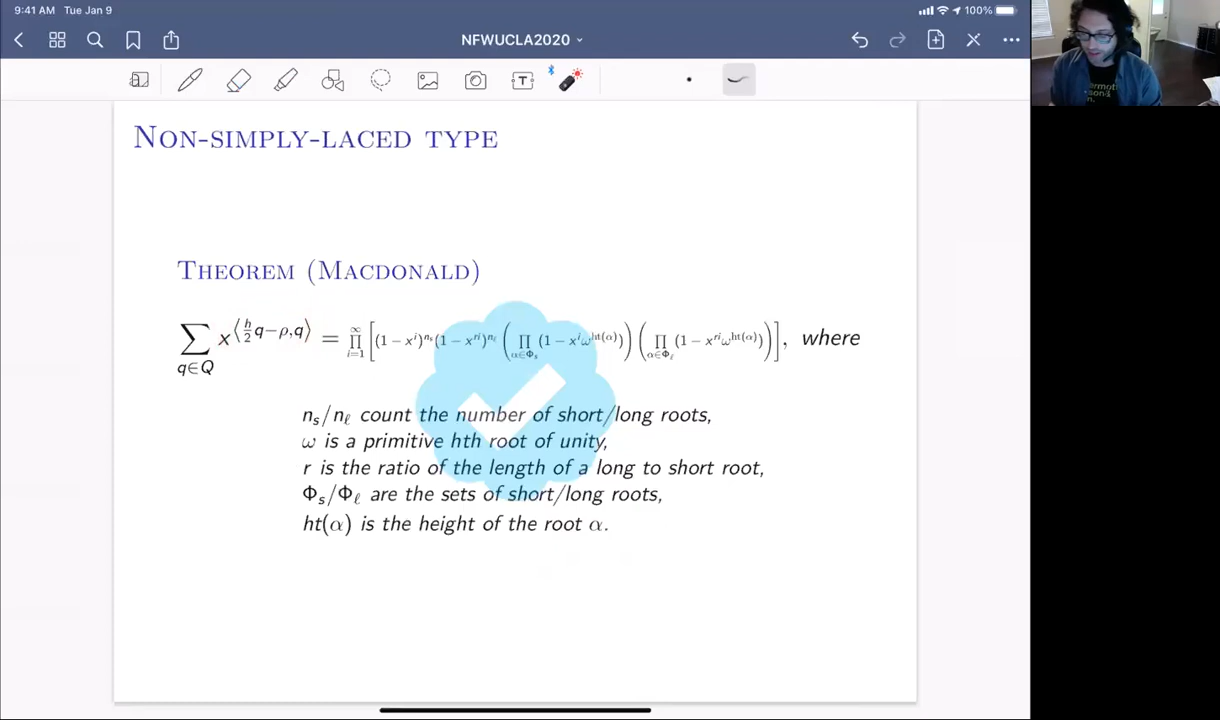 9:41 AM Tue Jan 9
100%
NFWUCLA2020
T
Non-simply-laced type
Theorem (Macdonald)
∑_{q∈Q} x^{⟨h/2 q−ρ,q⟩} = ∏_{i=1}^{∞} [(1 − x^i)^{n_s}(1 − x^{ri})^{n_ℓ} (∏_{α∈Φ_s} (1 − x^i ω^{ht(α)})) (∏_{α∈Φ_ℓ} (1 − x^{ri} ω^{ht(α)}))], where
n_s/n_ℓ count the number of short/long roots,
ω is a primitive hth root of unity,
r is the ratio of the length of a long to short root,
Φ_s/Φ_ℓ are the sets of short/long roots,
ht(α) is the height of the root α.